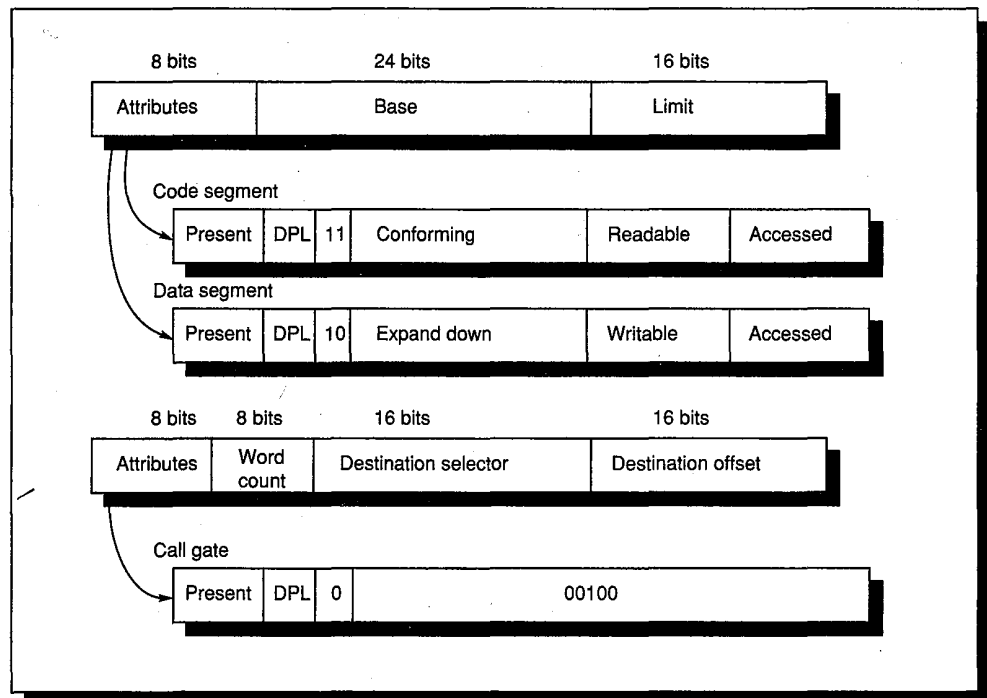 8 bits 24 bits 16 bits
Attributes Base Limit
Code segment
Present DPL 11 Conforming Readable Accessed
Data segment
Present DPL 10 Expand down Writable Accessed
8 bits 8 bits 16 bits 16 bits
Attributes Word count Destination selector Destination offset
Call gate
Present DPL 0 00100